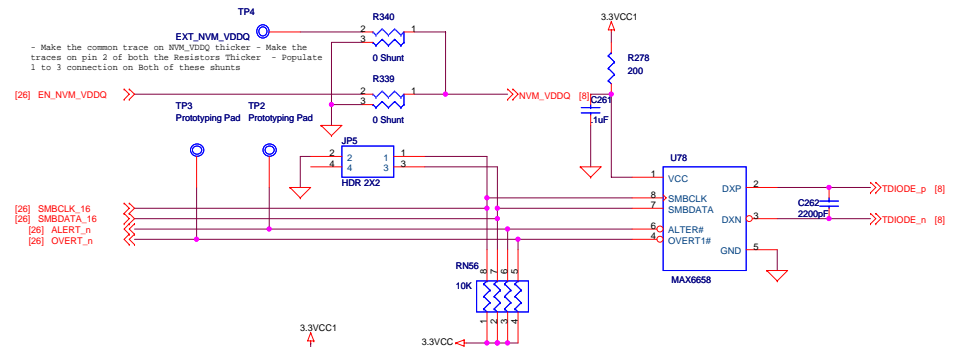 TP4
R340
3.3VCC1
2
1
3
EXT_NVM_VDDQ
0 Shunt
- Make the common trace on NVM_VDDQ thicker - Make the
traces on pin 2 of both the Resistors Thicker - Populate
1 to 3 connection on Both of these shunts
R278
200
R339
[26] EN_NVM_VDDQ
2
1
3
NVM_VDDQ [8]
C261
.1uF
0 Shunt
TP3
Prototyping Pad
TP2
Prototyping Pad
JP5
2
2
1
1
4
4
3
3
HDR 2X2
U78
1
VCC
DXP
2
TDIODE_p [8]
8
SMBCLK
7
SMBDATA
C262
2200pF
DXN
3
TDIODE_n [8]
[26] SMBCLK_16
[26] SMBDATA_16
[26] ALERT_n
[26] OVERT_n
6
ALTER#
4
OVERT1#
GND
5
MAX6658
RN56
10K
8
7
6
5
1
2
3
4
3.3VCC1
3.3VCC